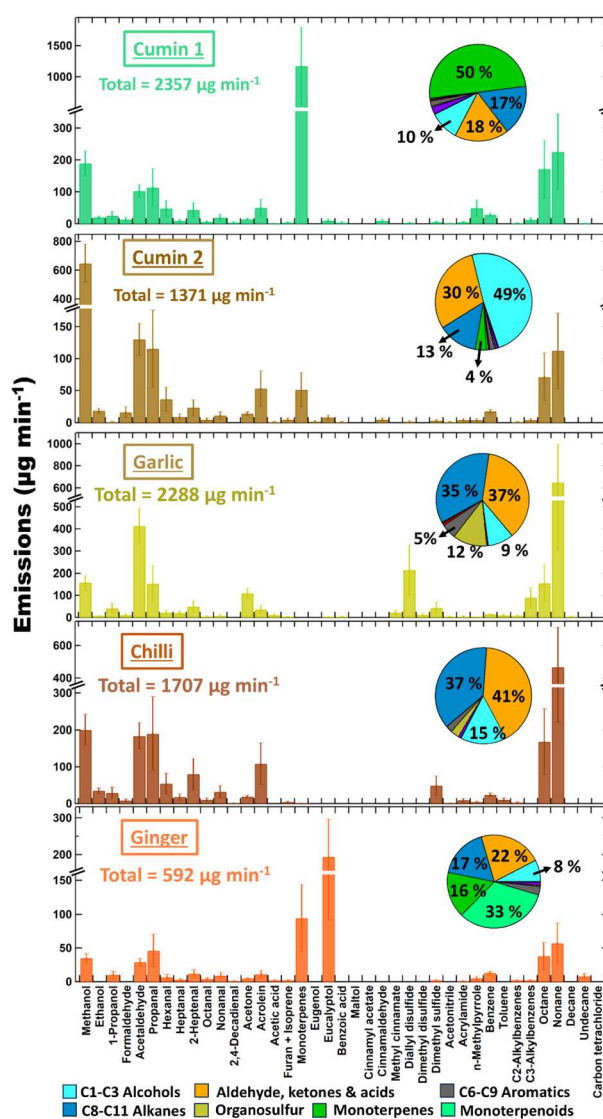 Emissions (µg min⁻¹)
Cumin 1
Total = 2357 µg min⁻¹
1500
1000
300
200
100
0
50 %
17%
18 %
10 %
Cumin 2
Total = 1371 µg min⁻¹
800
600
400
150
100
50
0
49%
30 %
13 %
4 %
Garlic
Total = 2288 µg min⁻¹
1000
800
600
500
400
300
200
100
0
35 %
37%
5%
12 %
9 %
Chilli
Total = 1707 µg min⁻¹
600
400
300
200
100
0
37 %
41%
15 %
Ginger
Total = 592 µg min⁻¹
300
200
150
100
50
0
17 %
22 %
8 %
16 %
33 %
Methanol
Ethanol
1-Propanol
Formaldehyde
Acetaldehyde
Propanal
Hexanal
Heptanal
2-Heptenal
Octanal
Nonanal
2,4-Decadienal
Acetone
Acrolein
Acetic acid
Furan + Isoprene
Monoterpenes
Eugenol
Eucalyptol
Benzoic acid
Maltol
Cinnamyl acetate
Cinnamaldehyde
Methyl cinnamate
Diallyl disulfide
Dimethyl disulfide
Dimethyl sulfide
Acetonitrile
Acrylamide
n-Methylpyrrole
Benzene
Toluene
C2-Alkylbenzenes
C3-Alkylbenzenes
Octane
Nonane
Decane
Undecane
Carbon tetrachloride
C1-C3 Alcohols
Aldehyde, ketones & acids
C6-C9 Aromatics
C8-C11 Alkanes
Organosulfur
Monoterpenes
Monoterpenoids